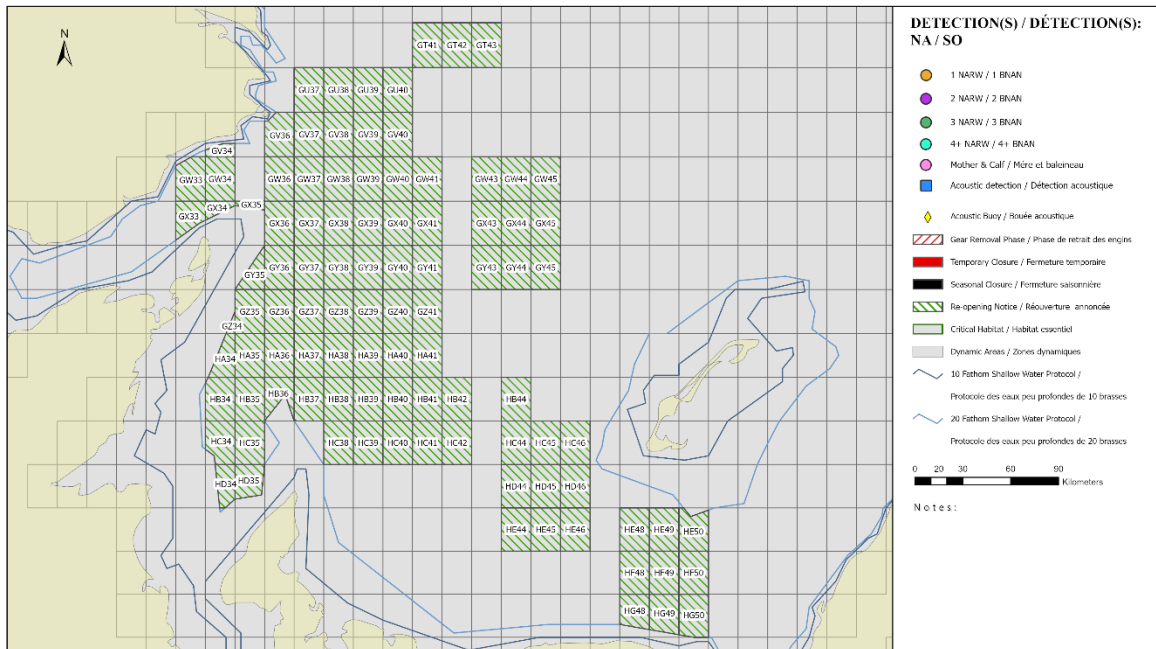 N
GT41 GT42 GT43
GU37 GU38 GU39 GU40
GV36 GV37 GV38 GV39 GV40
GV34
GW33 GW34 GW36 GW37 GW38 GW39 GW40 GW41 GW43 GW44 GW45
GX33 GX34 GX35 GX36 GX37 GX38 GX39 GX40 GX41 GX43 GX44 GX45
GY35 GY36 GY37 GY38 GY39 GY40 GY41 GY43 GY44 GY45
GZ34 GZ35 GZ36 GZ37 GZ38 GZ39 GZ40 GZ41
HA34 HA35 HA36 HA37 HA38 HA39 HA40 HA41
HB34 HB35 HB36 HB37 HB38 HB39 HB40 HB41 HB42 HB44
HC34 HC35 HC38 HC39 HC40 HC41 HC42 HC44 HC45 HC46
HD34 HD35 HD44 HD45 HD46
HE44 HE45 HE46 HE48 HE49 HE50
HF48 HF49 HF50
HG48 HG49 HG50
DETECTION(S) / DÉTECTION(S):
NA / SO
1 NARW / 1 BNAN
2 NARW / 2 BNAN
3 NARW / 3 BNAN
4+ NARW / 4+ BNAN
Mother & Calf / Mère et baleineau
Acoustic detection / Détection acoustique
Acoustic Buoy / Bouée acoustique
Gear Removal Phase / Phase de retrait des engins
Temporary Closure / Fermeture temporaire
Seasonal Closure / Fermeture saisonnière
Re-opening Notice / Réouverture annoncée
Critical Habitat / Habitat essentiel
Dynamic Areas / Zones dynamiques
10 Fathom Shallow Water Protocol /
Protocole des eaux peu profondes de 10 brasses
20 Fathom Shallow Water Protocol /
Protocole des eaux peu profondes de 20 brasses
0 15 30 60 90
Kilometers
Notes: